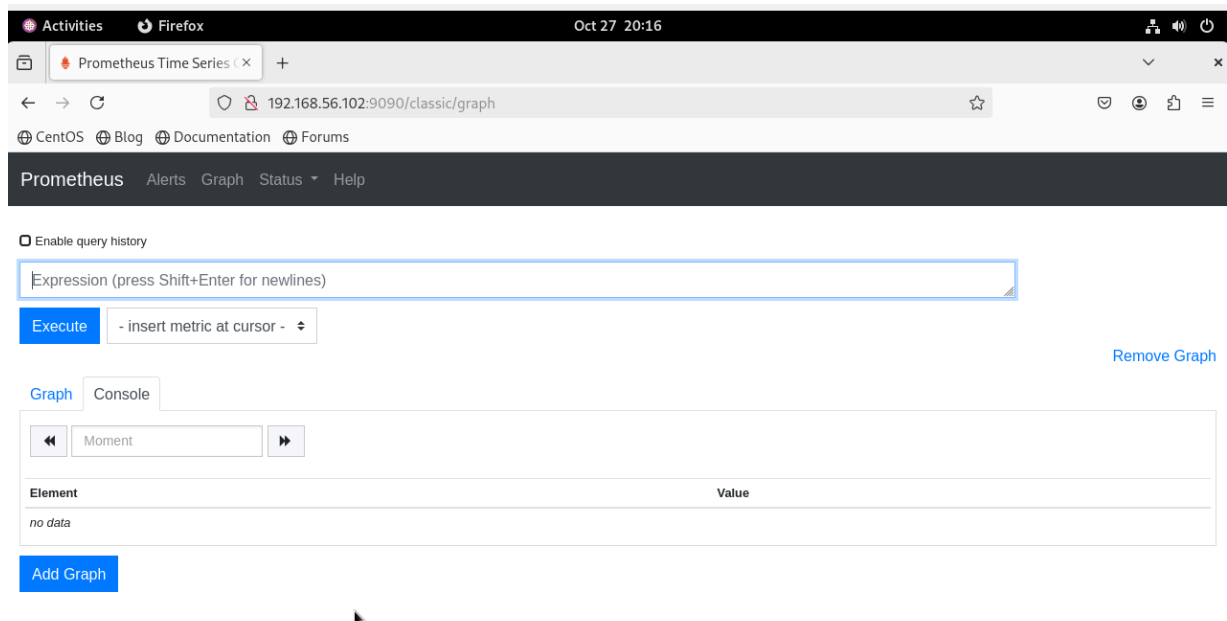 Activities Firefox Oct 27 20:16
Prometheus Time Series
192.168.56.102:9090/classic/graph
CentOS Blog Documentation Forums
Prometheus Alerts Graph Status Help
Enable query history
Expression (press Shift+Enter for newlines)
Execute - insert metric at cursor -
Remove Graph
Graph Console
Moment
Element Value
no data
Add Graph